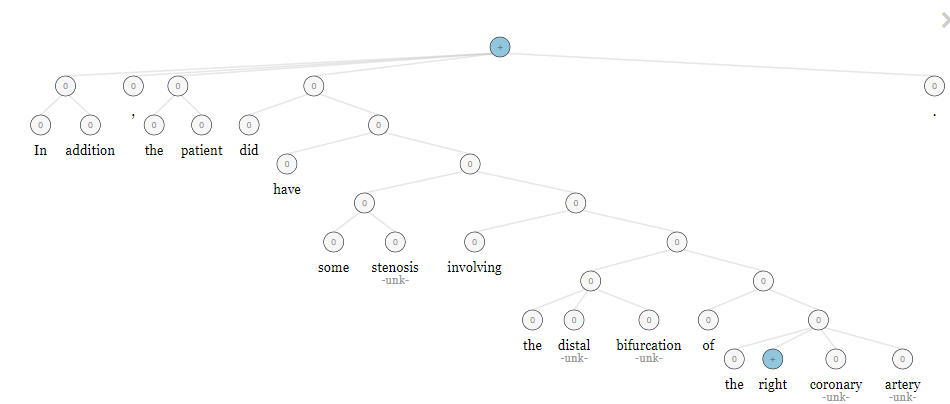 +
0 0 0 0 0
, .
0 0 0 0 0 0
In addition the patient did
0 0
have
0 0
0 0 0 0
some stenosis involving
-unk-
0 0
0 0 0 0 0
the distal bifurcation of
-unk- -unk-
0 + 0 0
the right coronary artery
-unk- -unk-